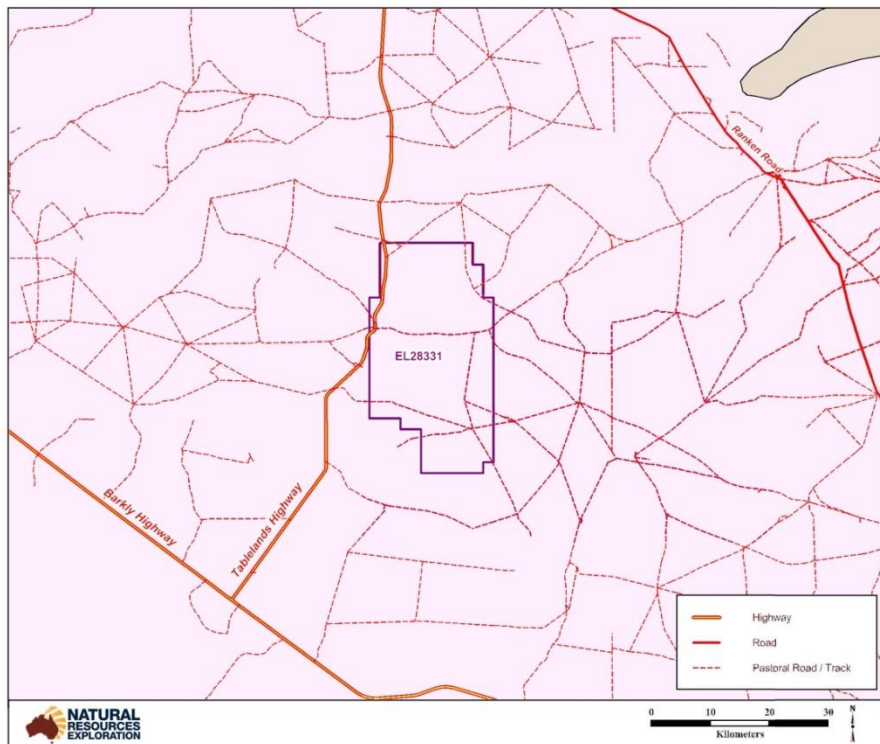 Ranken Road
EL28331
Barkly Highway
Tablelands Highway
Highway
Road
Pastoral Road / Track
NATURAL
RESOURCES
EXPLORATION
0 10 20 30
Kilometers
N